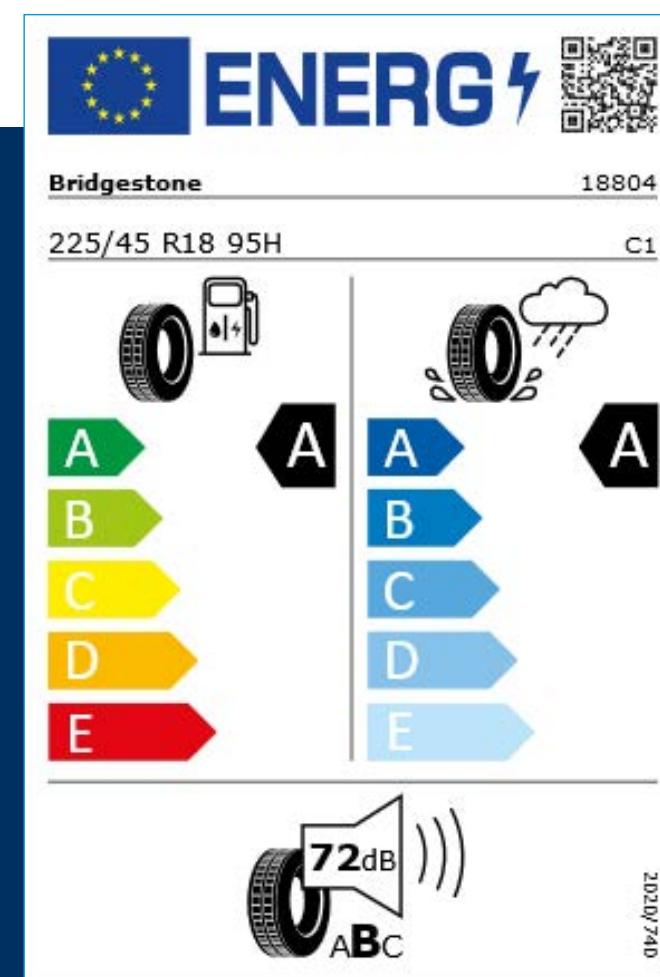 ENERG
Bridgestone 18804
225/45 R18 95H C1
A A A A
B B
C C
D D
E E
72dB
ABC
2020/740